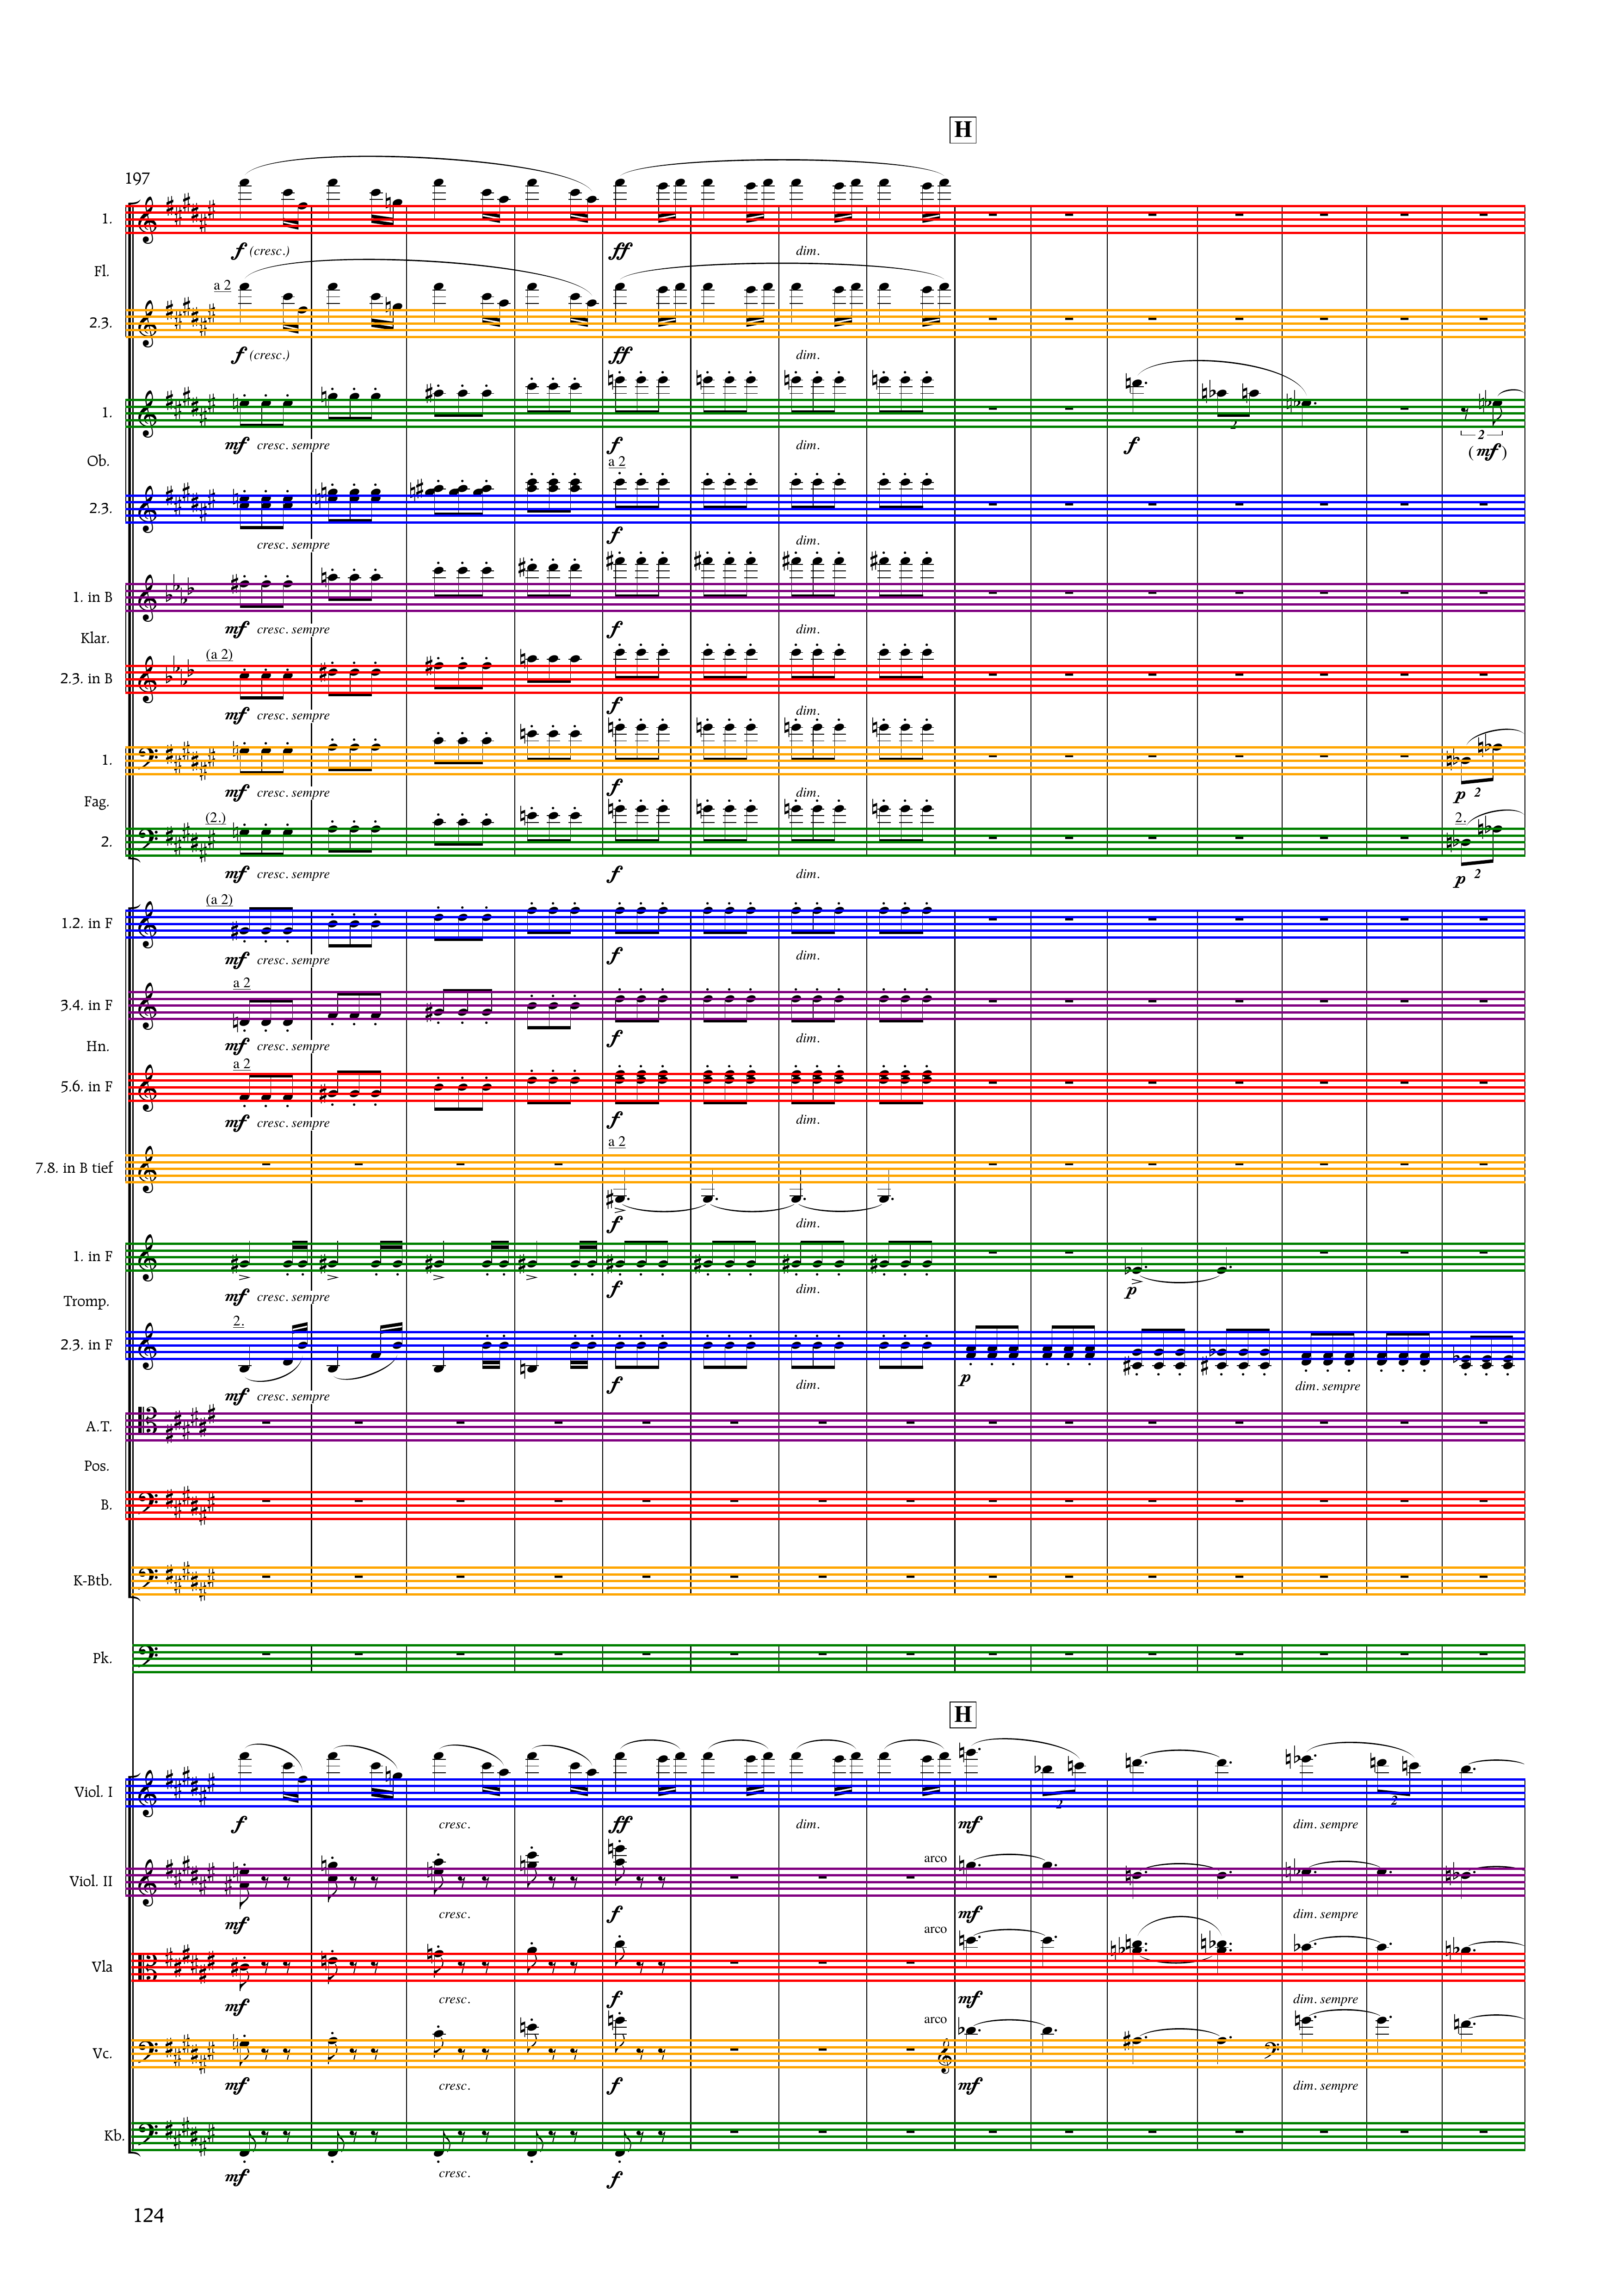 H
197
1.
f (cresc.) ff dim.
Fl.
a 2
2.3.
f (cresc.) ff dim.
1.
2
2
mf cresc. sempre f dim. f (mf)
Ob.
a 2
2.3.
f
cresc. sempre dim.
1. in B
mf cresc. sempre f dim.
Klar.
(a 2)
2.3. in B
mf cresc. sempre f dim.
1.
mf cresc. sempre f dim. p 2
Fag.
(2.) 2.
2.
mf cresc. sempre f dim. p 2
(a 2)
1.2. in F
mf cresc. sempre f dim.
a 2
3.4. in F
mf cresc. sempre f dim.
Hn.
a 2
5.6. in F
mf cresc. sempre f dim.
a 2
7.8. in B tief
f dim.
1. in F
mf cresc. sempre f dim. p
Tromp.
2.
2.3. in F
mf cresc. sempre f dim. p dim. sempre
A.T.
Pos.
B.
K-Btb.
Pk.
H
Viol. I
2 2
f cresc. ff dim. mf dim. sempre
arco
Viol. II
mf cresc. f mf dim. sempre
arco
Vla
mf cresc. f mf dim. sempre
arco
Vc.
mf cresc. f mf dim. sempre
Kb.
mf cresc. f
124